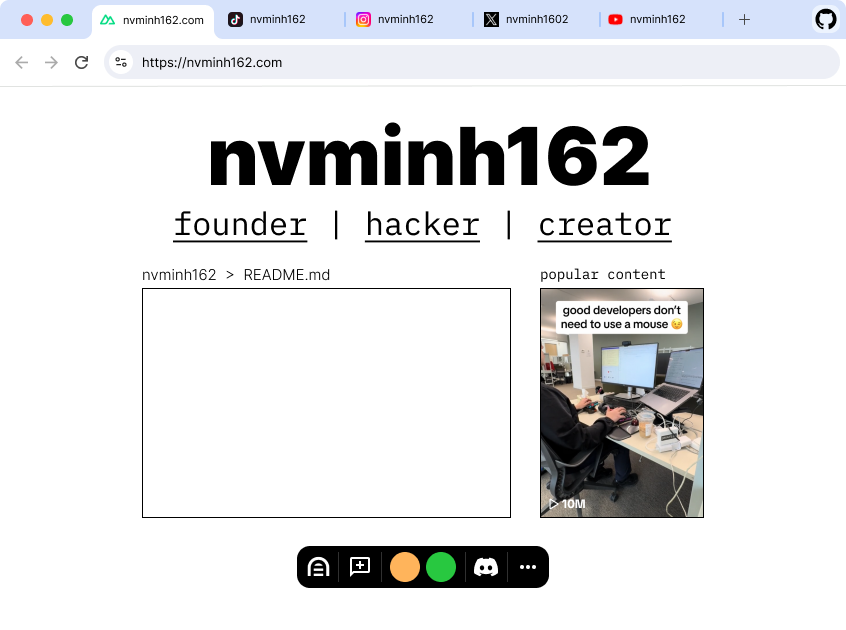 nvminh162.com
nvminh162
nvminh162
nvminh1602
nvminh162
https://nvminh162.com
nvminh162
founder | hacker | creator
nvminh162 > README.md
popular content
good developers don't
need to use a mouse 😉
10M